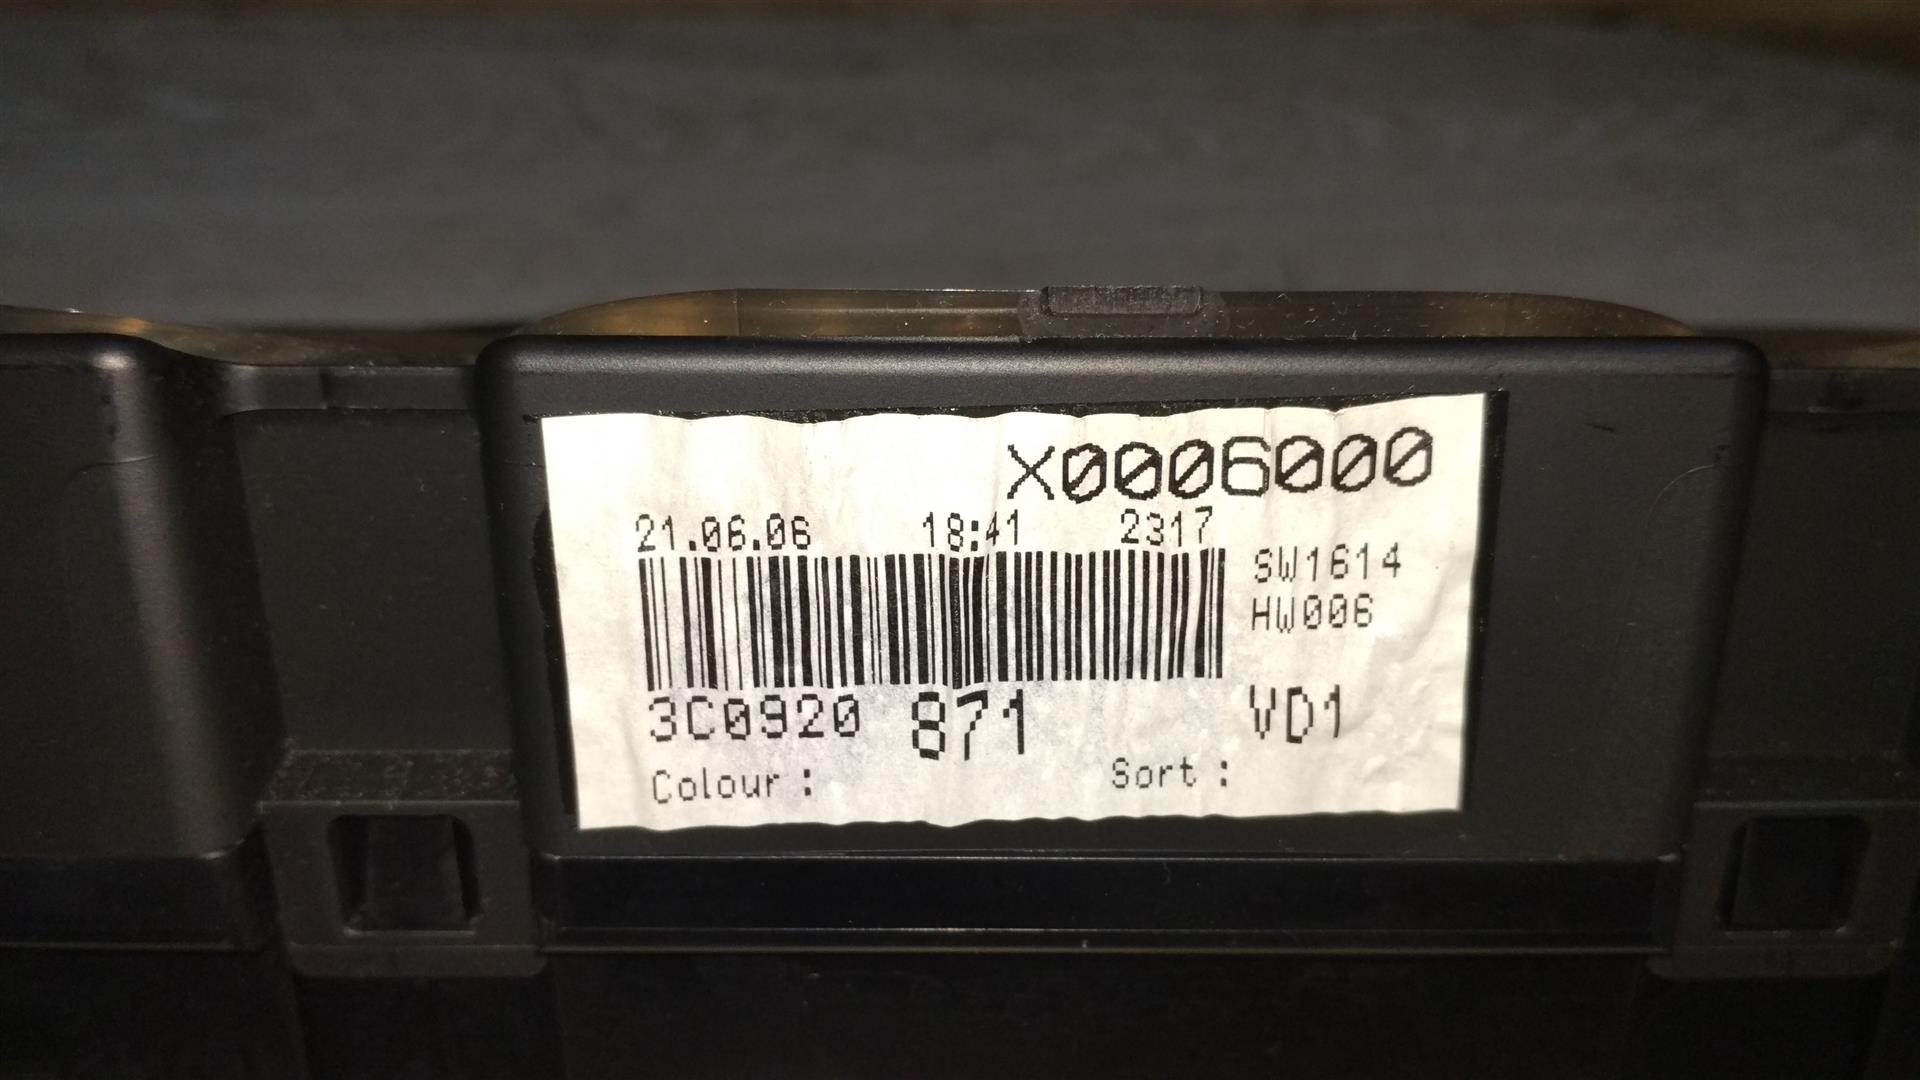 X0006000
21.06.06 18:41 2317
SW1614
HW006
3C0920 871 VD1
Colour : Sort :